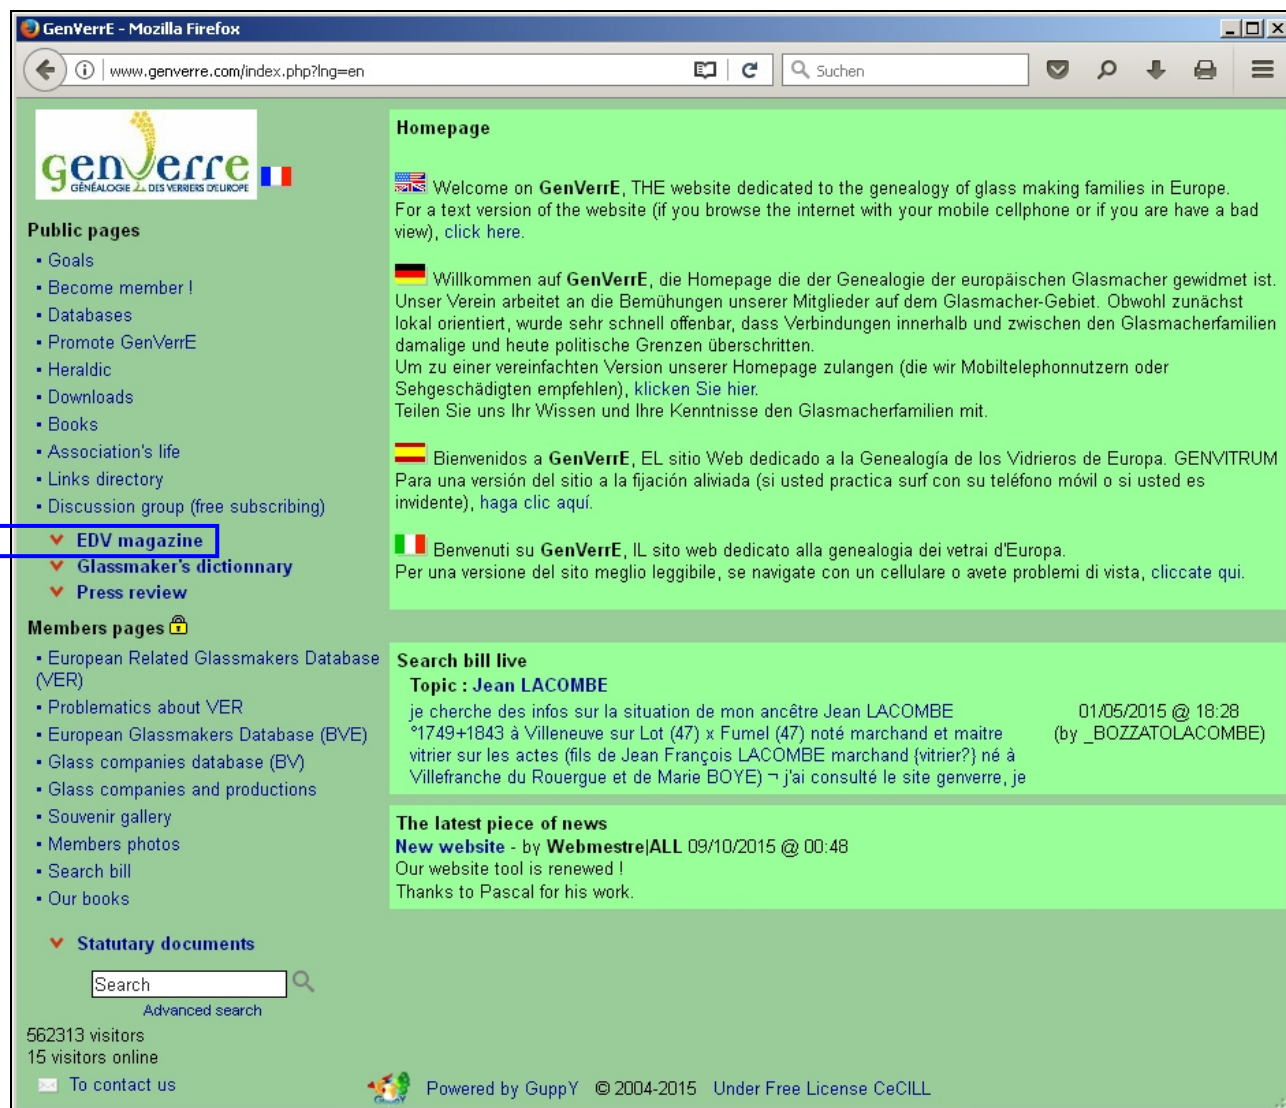 GenVerrE - Mozilla Firefox
www.genverre.com/index.php?lng=en
Suchen
genVerre
GÉNÉALOGIE DES VERRIERS D'EUROPE
Public pages
Goals
Become member !
Databases
Promote GenVerrE
Heraldic
Downloads
Books
Association's life
Links directory
Discussion group (free subscribing)
EDV magazine
Glassmaker's dictionnary
Press review
Members pages
European Related Glassmakers Database
(VER)
Problematics about VER
European Glassmakers Database (BVE)
Glass companies database (BV)
Glass companies and productions
Souvenir gallery
Members photos
Search bill
Our books
Statutary documents
Search
Advanced search
562313 visitors
15 visitors online
To contact us
Homepage
Welcome on GenVerrE, THE website dedicated to the genealogy of glass making families in Europe.
For a text version of the website (if you browse the internet with your mobile cellphone or if you are have a bad
view), click here.
Willkommen auf GenVerrE, die Homepage die der Genealogie der europäischen Glasmacher gewidmet ist.
Unser Verein arbeitet an die Bemühungen unserer Mitglieder auf dem Glasmacher-Gebiet. Obwohl zunächst
lokal orientiert, wurde sehr schnell offenbar, dass Verbindungen innerhalb und zwischen den Glasmacherfamilien
damalige und heute politische Grenzen überschritten.
Um zu einer vereinfachten Version unserer Homepage zulangen (die wir Mobiltelephonnutzern oder
Sehgeschädigten empfehlen), klicken Sie hier.
Teilen Sie uns Ihr Wissen und Ihre Kenntnisse den Glasmacherfamilien mit.
Bienvenidos a GenVerrE, EL sitio Web dedicado a la Genealogía de los Vidrieros de Europa. GENVITRUM
Para una versión del sitio a la fijación aliviada (si usted practica surf con su teléfono móvil o si usted es
invidente), haga clic aquí.
Benvenuti su GenVerrE, IL sito web dedicato alla genealogia dei vetrai d'Europa.
Per una versione del sito meglio leggibile, se navigate con un cellulare o avete problemi di vista, cliccate qui.
Search bill live
Topic : Jean LACOMBE
je cherche des infos sur la situation de mon ancêtre Jean LACOMBE
°1749+1843 à Villeneuve sur Lot (47) x Fumel (47) noté marchand et maitre
vitrier sur les actes (fils de Jean François LACOMBE marchand {vitrier?} né à
Villefranche du Rouergue et de Marie BOYE) ¬ j'ai consulté le site genverre, je
01/05/2015 @ 18:28
(by _BOZZATOLACOMBE)
The latest piece of news
New website - by Webmestre|ALL 09/10/2015 @ 00:48
Our website tool is renewed !
Thanks to Pascal for his work.
GuppY
Powered by GuppY © 2004-2015 Under Free License CeCILL